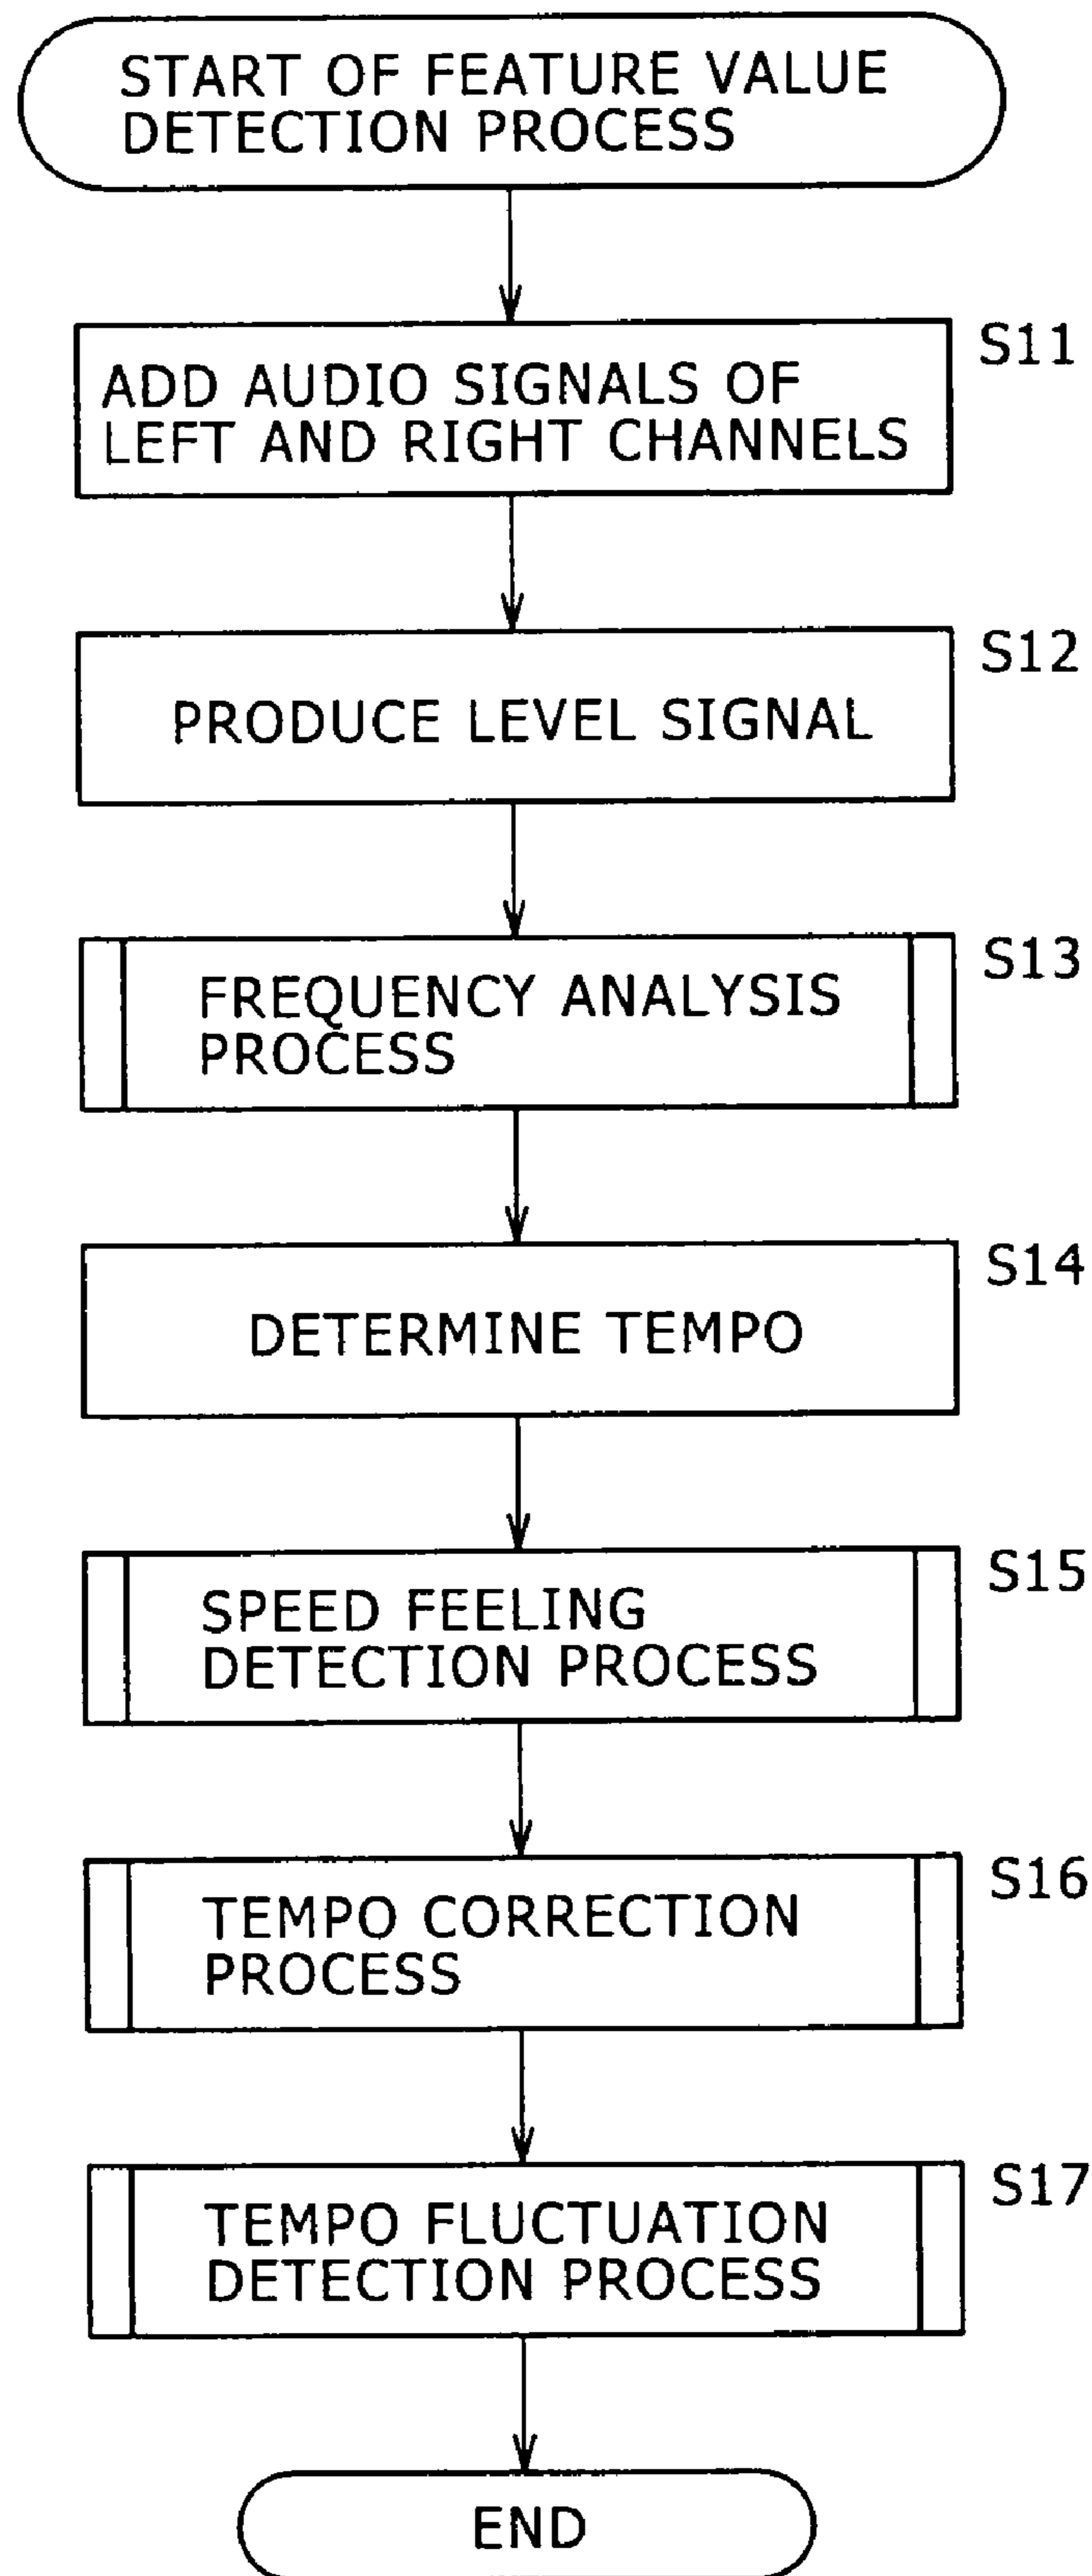 START OF FEATURE VALUE
DETECTION PROCESS
S11
ADD AUDIO SIGNALS OF
LEFT AND RIGHT CHANNELS
S12
PRODUCE LEVEL SIGNAL
S13
FREQUENCY ANALYSIS
PROCESS
S14
DETERMINE TEMPO
S15
SPEED FEELING
DETECTION PROCESS
S16
TEMPO CORRECTION
PROCESS
S17
TEMPO FLUCTUATION
DETECTION PROCESS
END